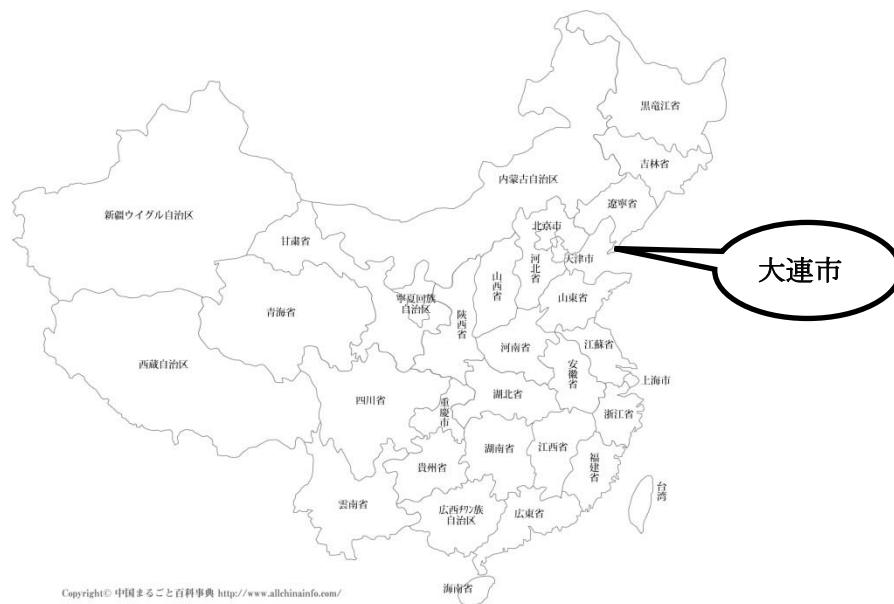 黒竜江省
吉林省
内蒙古自治区
遼寧省
新疆ウイグル自治区
北京市
甘粛省
天津市
大連市
河北省
山西省
山東省
寧夏回族
自治区
青海省
陝西省
河南省
江蘇省
西蔵自治区
安徽省
上海市
四川省
湖北省
重慶市
浙江省
湖南省
江西省
貴州省
福建省
台湾
雲南省
広西ﾁﾜﾝ族
自治区
広東省
海南省
Copyright© 中国まるごと百科事典 http://www.allchinainfo.com/